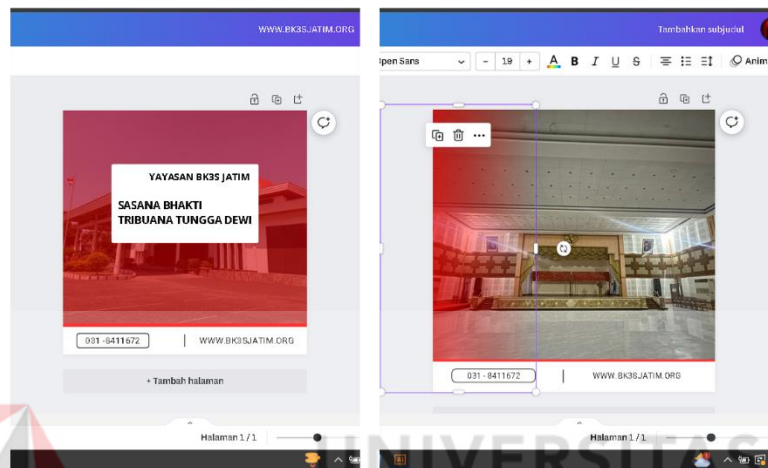 WWW.BK3SJATIM.ORG
YAYASAN BK3S JATIM
SASANA BHAKTI
TRIBUANA TUNGGA DEWI
031 -8411672 | WWW.BK3SJATIM.ORG
+ Tambah halaman
Halaman 1 / 1
Tambahkan subjudul
Open Sans - 19 + A B I U S Anim
031 - 8411672 | WWW.BK3SJATIM.ORG
Halaman 1 / 1
UNIVERSITAS